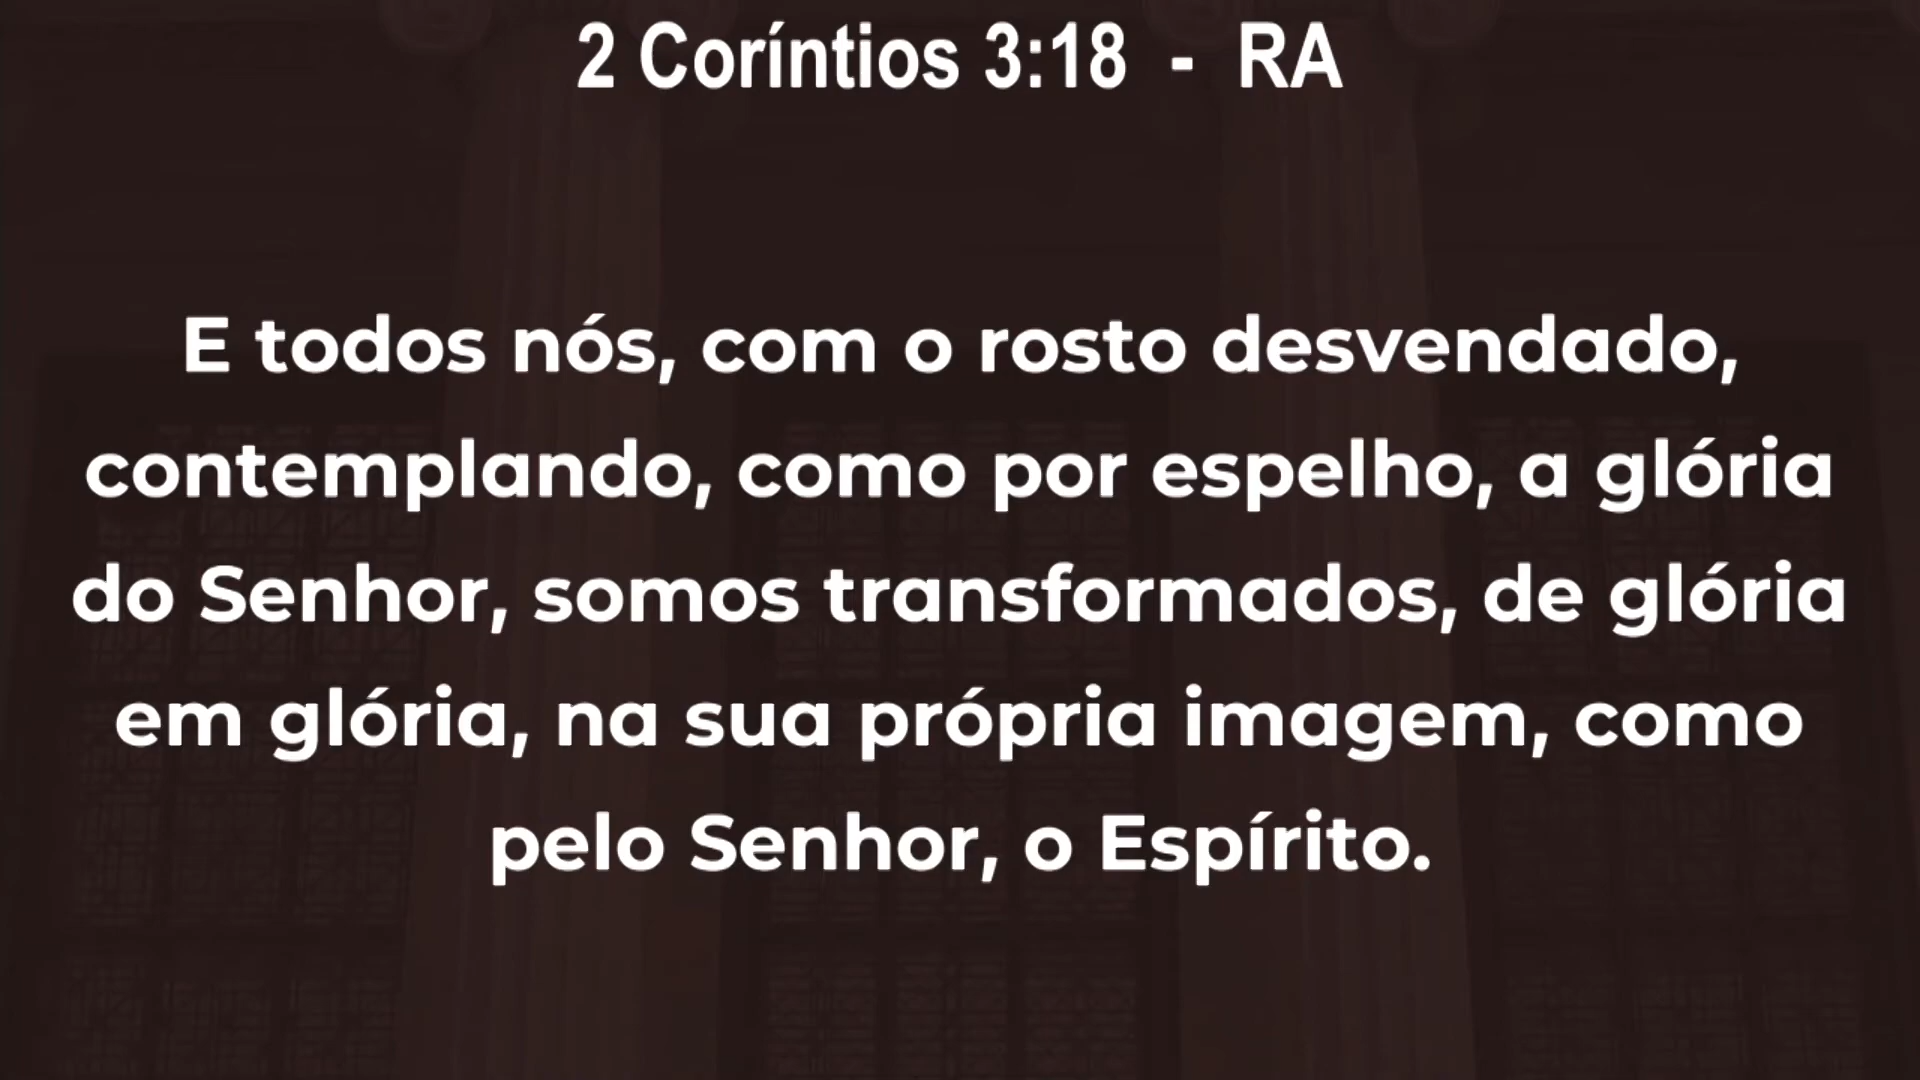 2 Coríntios 3:18 - RA
E todos nós, com o rosto desvendado,
contemplando, como por espelho, a glória
do Senhor, somos transformados, de glória
em glória, na sua própria imagem, como
pelo Senhor, o Espírito.